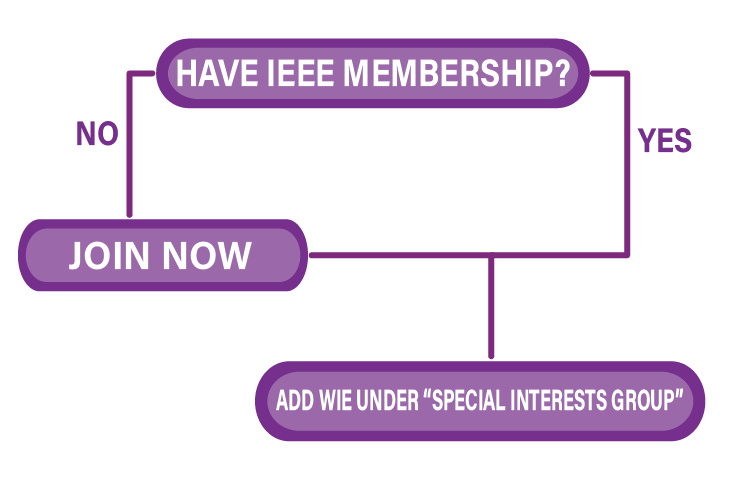 HAVE IEEE MEMBERSHIP?
NO
YES
JOIN NOW
ADD WIE UNDER “SPECIAL INTERESTS GROUP”